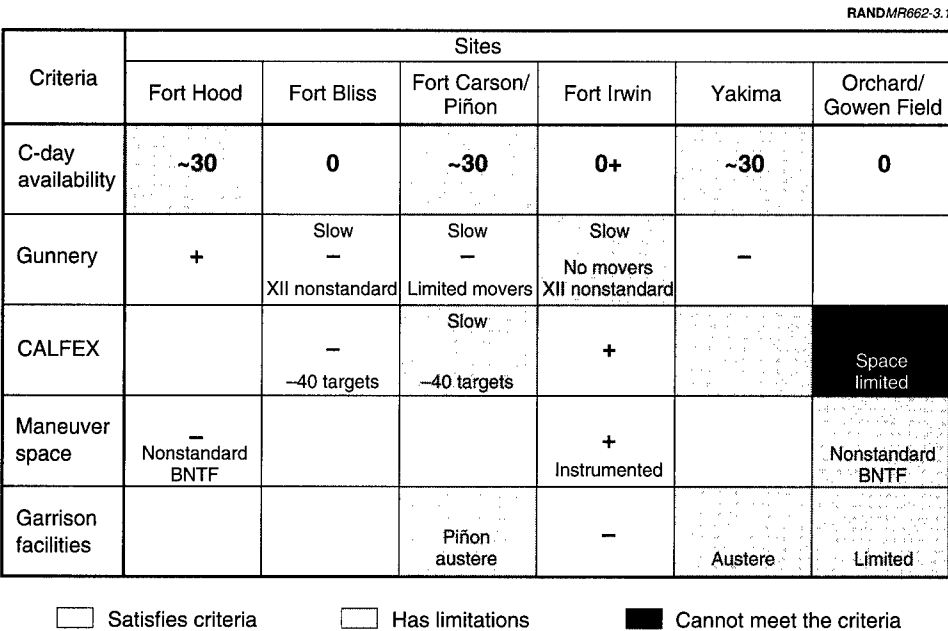 RANDMR662-3.1
Sites
Criteria
Fort Hood
Fort Bliss
Fort Carson/
Piñon
Fort Irwin
Yakima
Orchard/
Gowen Field
C-day
availability
~30
0
~30
0+
~30
0
Gunnery
+
Slow
–
XII nonstandard
Slow
–
Limited movers
Slow
No movers
XII nonstandard
–
CALFEX
–
–40 targets
Slow
–40 targets
+
Space
limited
Maneuver
space
–
Nonstandard
BNTF
+
Instrumented
Nonstandard
BNTF
Garrison
facilities
Piñon
austere
–
Austere
Limited
Satisfies criteria
Has limitations
Cannot meet the criteria